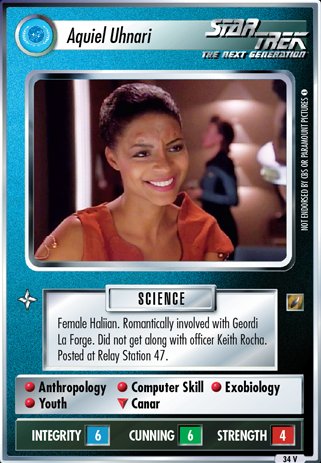 Aquiel Uhnari
STAR TREK
THE NEXT GENERATION
NOT ENDORSED BY CBS OR PARAMOUNT PICTURES
SCIENCE
Female Haliian. Romantically involved with Geordi
La Forge. Did not get along with officer Keith Rocha.
Posted at Relay Station 47.
Anthropology Computer Skill Exobiology
Youth Canar
INTEGRITY 6 CUNNING 6 STRENGTH 4
34 V